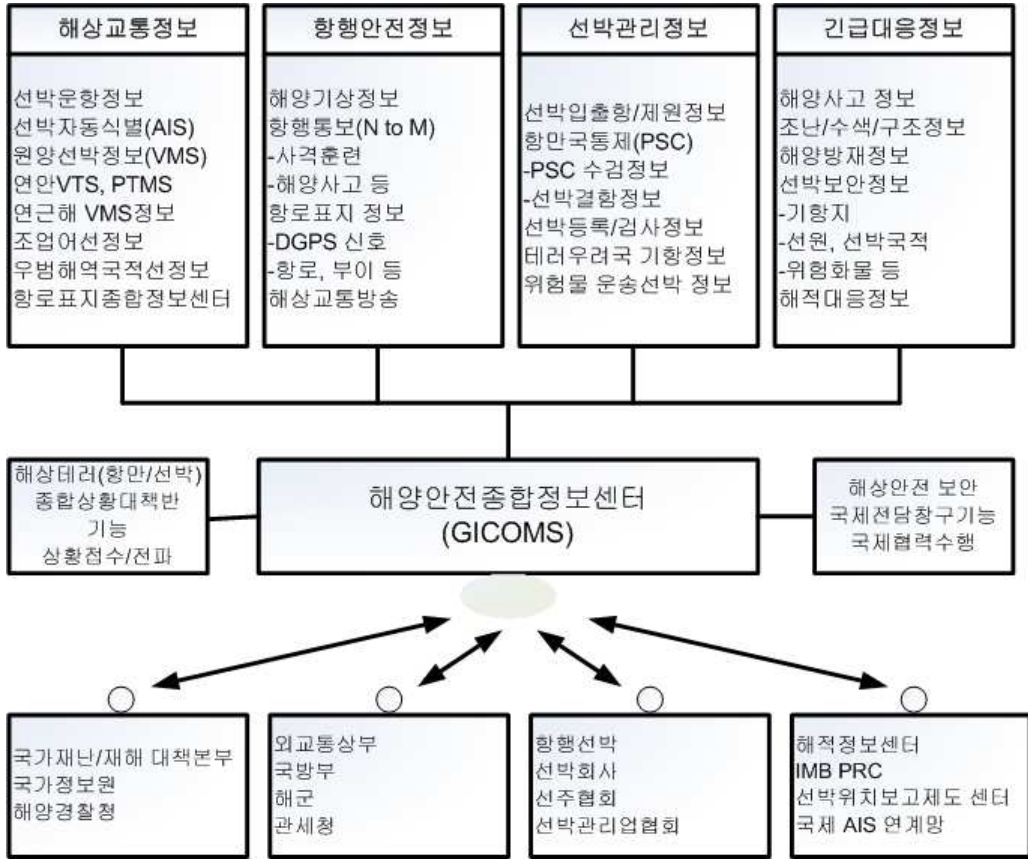 해상교통정보
선박운항정보
선박자동식별(AIS)
원양선박정보(VMS)
연안VTS, PTMS
연근해 VMS정보
조업어선정보
우범해역국적선정보
항로표지종합정보센터
항행안전정보
해양기상정보
항행통보(N to M)
-사격훈련
-해양사고 등
항로표지 정보
-DGPS 신호
-항로, 부이 등
해상교통방송
선박관리정보
선박입출항/제원정보
항만국통제(PSC)
-PSC 수검정보
-선박결함정보
선박등록/검사정보
테러우려국 기항정보
위험물 운송선박 정보
긴급대응정보
해양사고 정보
조난/수색/구조정보
해양방재정보
선박보안정보
-기항지
-선원, 선박국적
-위험화물 등
해적대응정보
해상테러(항만/선박)
종합상황대책반
기능
상황접수/전파
해양안전종합정보센터
(GICOMS)
해상안전 보안
국제전담창구기능
국제협력수행
국가재난/재해 대책본부
국가정보원
해양경찰청
외교통상부
국방부
해군
관세청
항행선박
선박회사
선주협회
선박관리업협회
해적정보센터
IMB PRC
선박위치보고제도 센터
국제 AIS 연계망